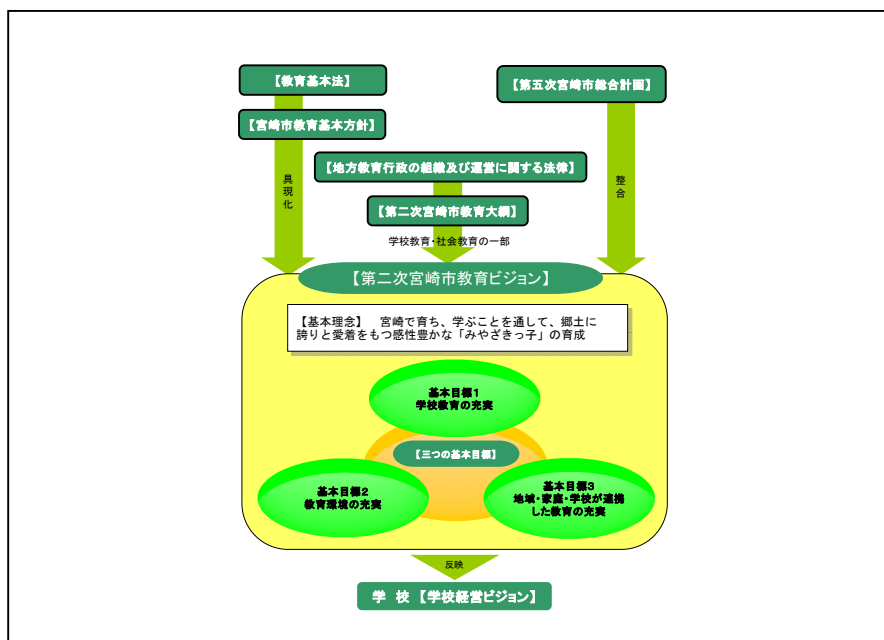 【教育基本法】
【第五次宮崎市総合計画】
【宮崎市教育基本方針】
【地方教育行政の組織及び運営に関する法律】
具現化
整合
【第二次宮崎市教育大綱】
学校教育・社会教育の一部
【第二次宮崎市教育ビジョン】
【基本理念】　宮崎で育ち、学ぶことを通して、郷土に
誇りと愛着をもつ感性豊かな「みやざきっ子」の育成
基本目標１
学校教育の充実
【三つの基本目標】
基本目標２
教育環境の充実
基本目標３
地域・家庭・学校が連携
した教育の充実
反映
学　校　【学校経営ビジョン】